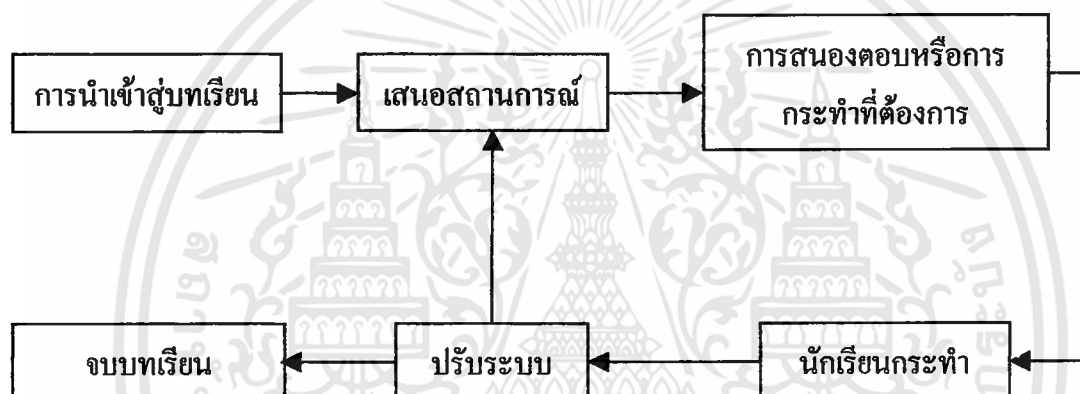 การนำเข้าสู่บทเรียน
เสนอสถานการณ์
การสนองตอบหรือการ
กระทำที่ต้องการ
จบบทเรียน
ปรับระบบ
นักเรียนกระทำ